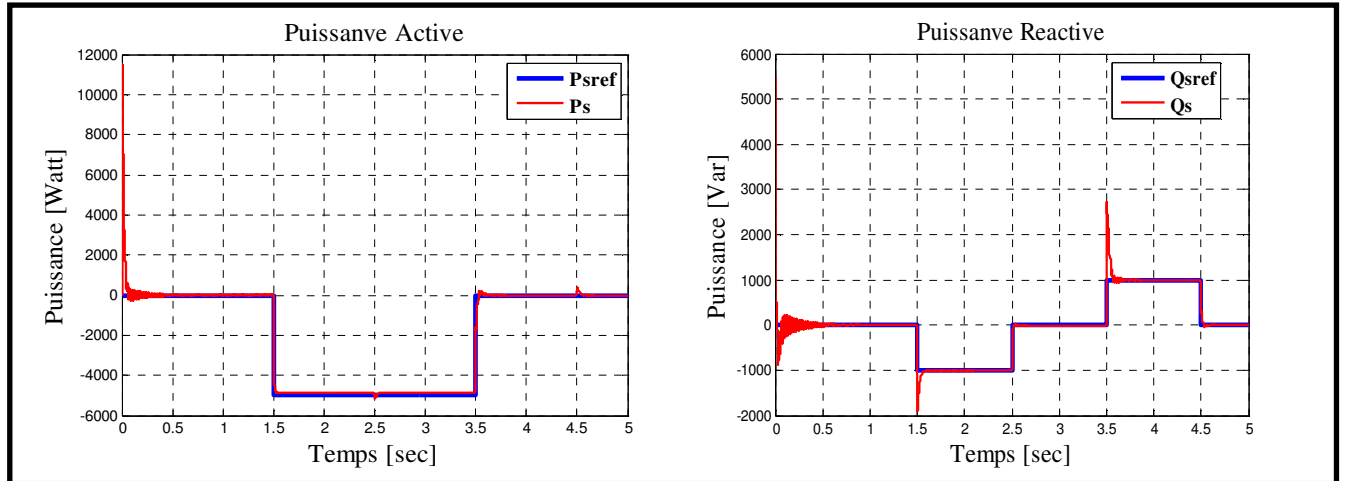 Puissanve Active
Puissance [Watt]
12000
10000
8000
6000
4000
2000
0
-2000
-4000
-6000
Psref
Ps
0 0.5 1 1.5 2 2.5 3 3.5 4 4.5 5
Temps [sec]
Puissanve Reactive
Puissance [Var]
6000
5000
4000
3000
2000
1000
0
-1000
-2000
Qsref
Qs
0 0.5 1 1.5 2 2.5 3 3.5 4 4.5 5
Temps [sec]